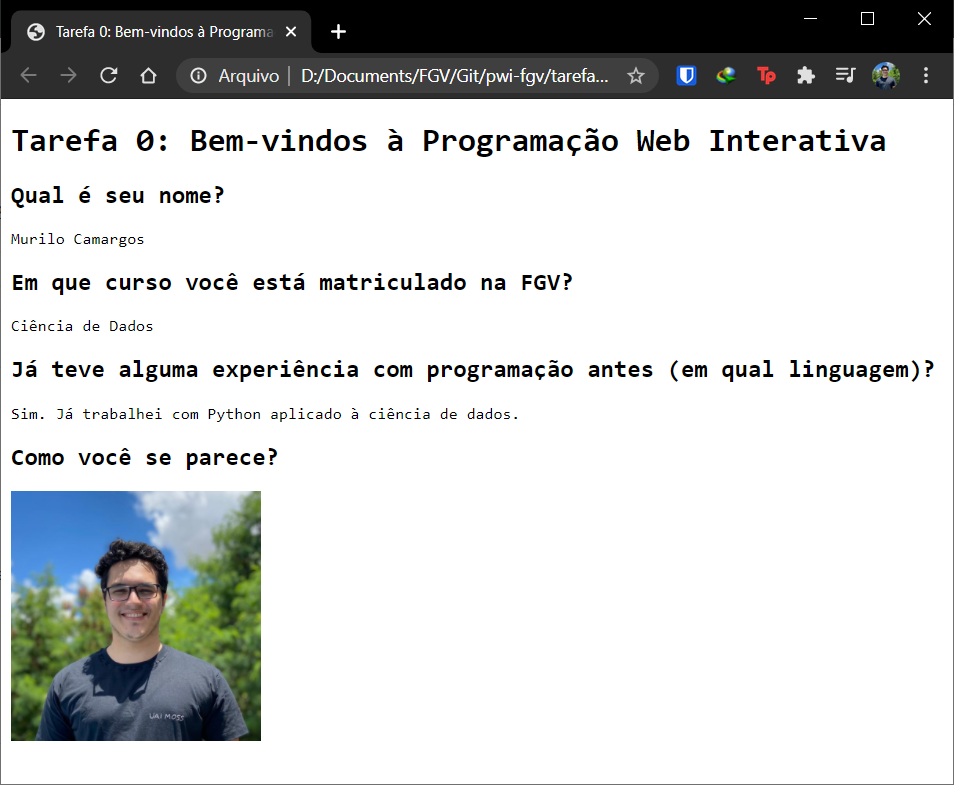 Tarefa 0: Bem-vindos à Programa
Arquivo | D:/Documents/FGV/Git/pwi-fgv/tarefa...
Tp
Tarefa 0: Bem-vindos à Programação Web Interativa
Qual é seu nome?
Murilo Camargos
Em que curso você está matriculado na FGV?
Ciência de Dados
Já teve alguma experiência com programação antes (em qual linguagem)?
Sim. Já trabalhei com Python aplicado à ciência de dados.
Como você se parece?
UAI MOSS